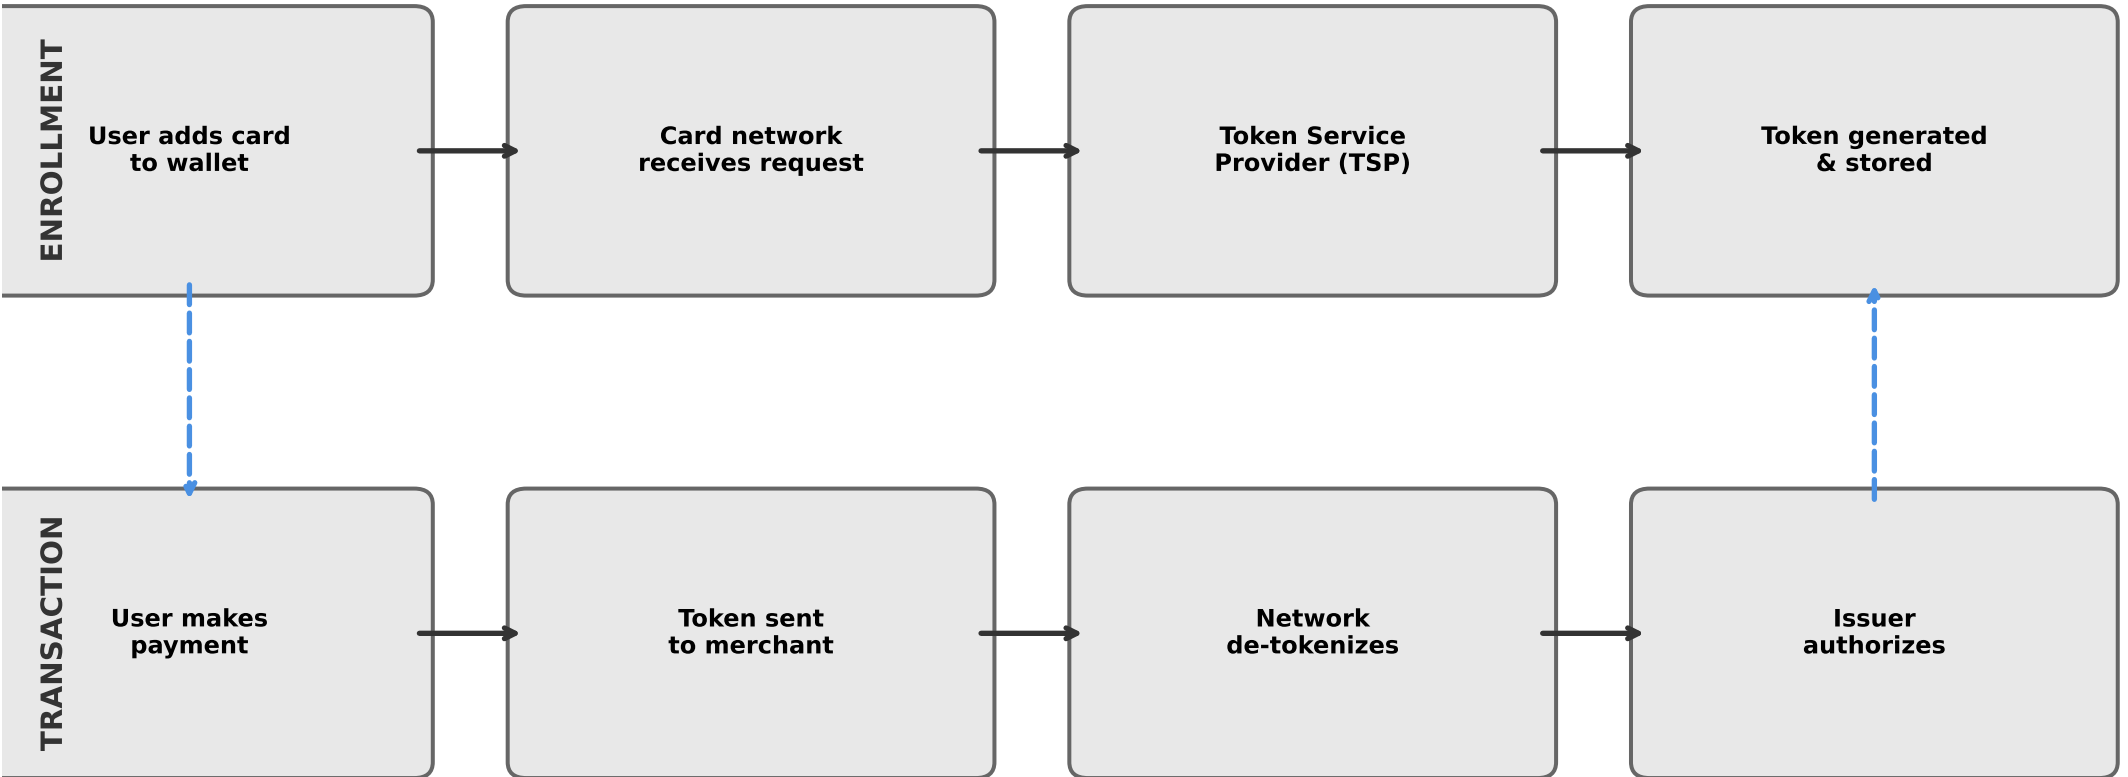 ENROLLMENT
User adds card
to wallet
Card network
receives request
Token Service
Provider (TSP)
Token generated
& stored
TRANSACTION
User makes
payment
Token sent
to merchant
Network
de-tokenizes
Issuer
authorizes